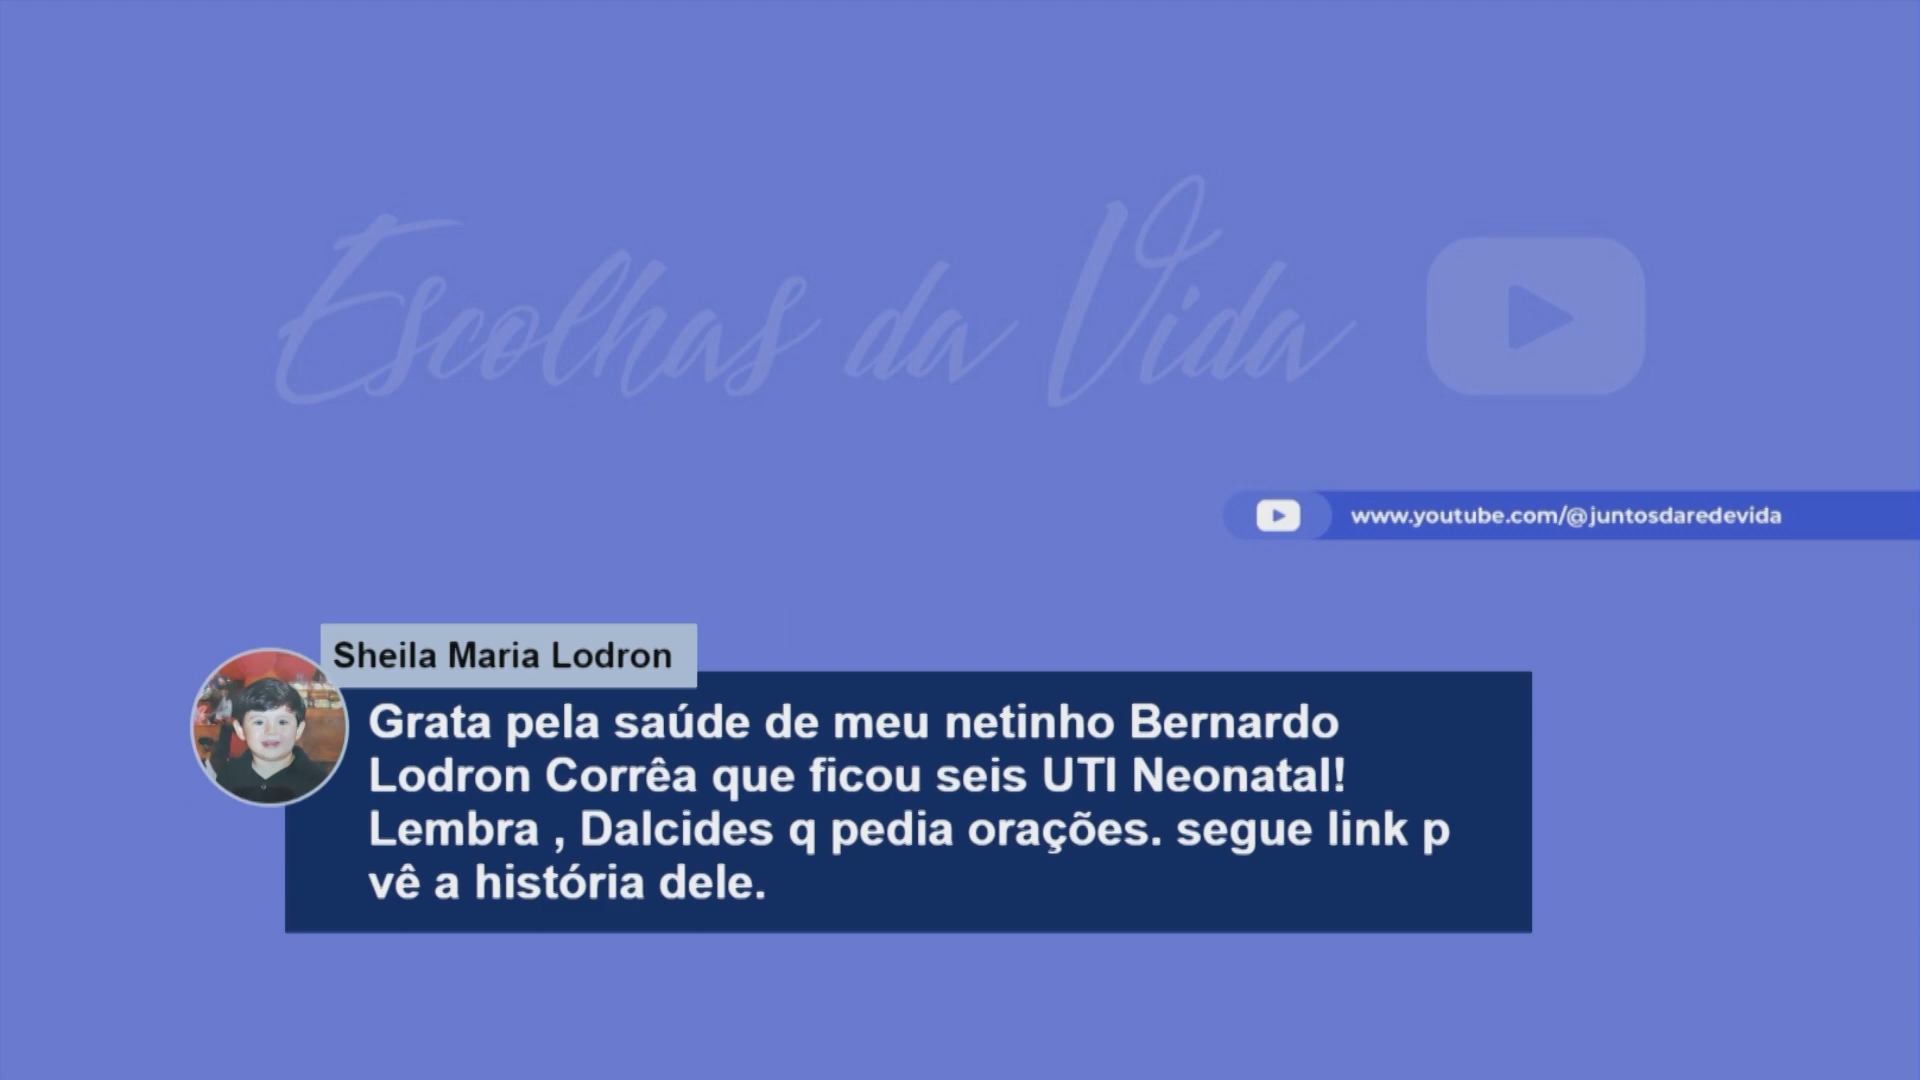 Escolhas da Vida
www.youtube.com/@juntosdaredevida
Sheila Maria Lodron
Grata pela saúde de meu netinho Bernardo
Lodron Corrêa que ficou seis UTI Neonatal!
Lembra , Dalcides q pedia orações. segue link p
vê a história dele.